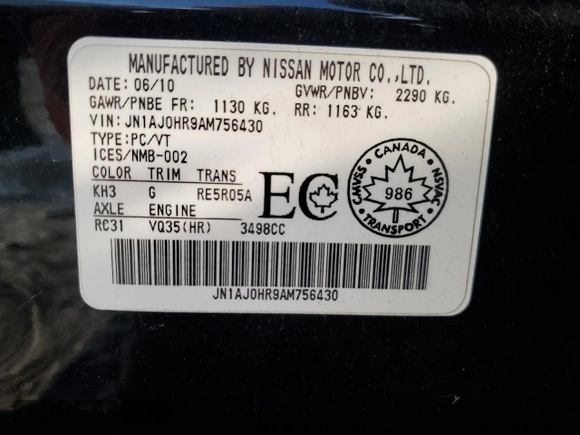 MANUFACTURED BY NISSAN MOTOR CO.,LTD.
DATE: 06/10 GVWR/PNBV: 2290 KG.
GAWR/PNBE FR: 1130 KG. RR: 1163 KG.
VIN: JN1AJ0HR9AM756430
TYPE:PC/VT
ICES/NMB-002
COLOR TRIM TRANS
KH3 G RE5R05A
AXLE ENGINE
RC31 VQ35(HR) 3498CC
EC
CANADA
CMVSS NSVAC
986
TRANSPORT
JN1AJ0HR9AM756430